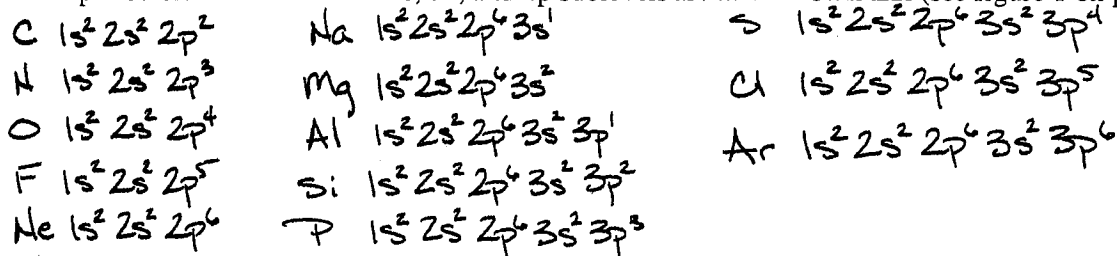 C 1s² 2s² 2p²
N 1s² 2s² 2p³
O 1s² 2s² 2p⁴
F 1s² 2s² 2p⁵
Ne 1s² 2s² 2p⁶
Na 1s² 2s² 2p⁶ 3s¹
Mg 1s² 2s² 2p⁶ 3s²
Al 1s² 2s² 2p⁶ 3s² 3p¹
Si 1s² 2s² 2p⁶ 3s² 3p²
P 1s² 2s² 2p⁶ 3s² 3p³
S 1s² 2s² 2p⁶ 3s² 3p⁴
Cl 1s² 2s² 2p⁶ 3s² 3p⁵
Ar 1s² 2s² 2p⁶ 3s² 3p⁶